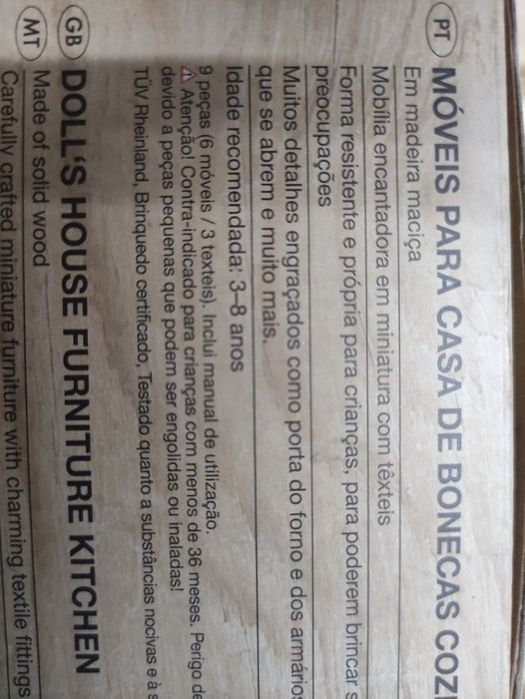 PT MÓVEIS PARA CASA DE BONECAS
Em madeira maciça
Mobília encantadora em miniatura com têxteis
Forma resistente e própria para crianças, para poderem brincar
preocupações
Muitos detalhes engraçados como porta do forno e dos armários
que se abrem e muito mais.
Idade recomendada: 3–8 anos
9 peças (6 móveis / 3 texteis). Inclui manual de utilização.
⚠ Atenção! Contra-indicado para crianças com menos de 36 meses. Perigo de
devido a peças pequenas que podem ser engolidas ou inaladas!
TÜV Rheinland, Brinquedo certificado, Testado quanto a substâncias nocivas e à
GB DOLL'S HOUSE FURNITURE KITCHEN
MT Made of solid wood
Carefully crafted miniature furniture with charming textile fittings